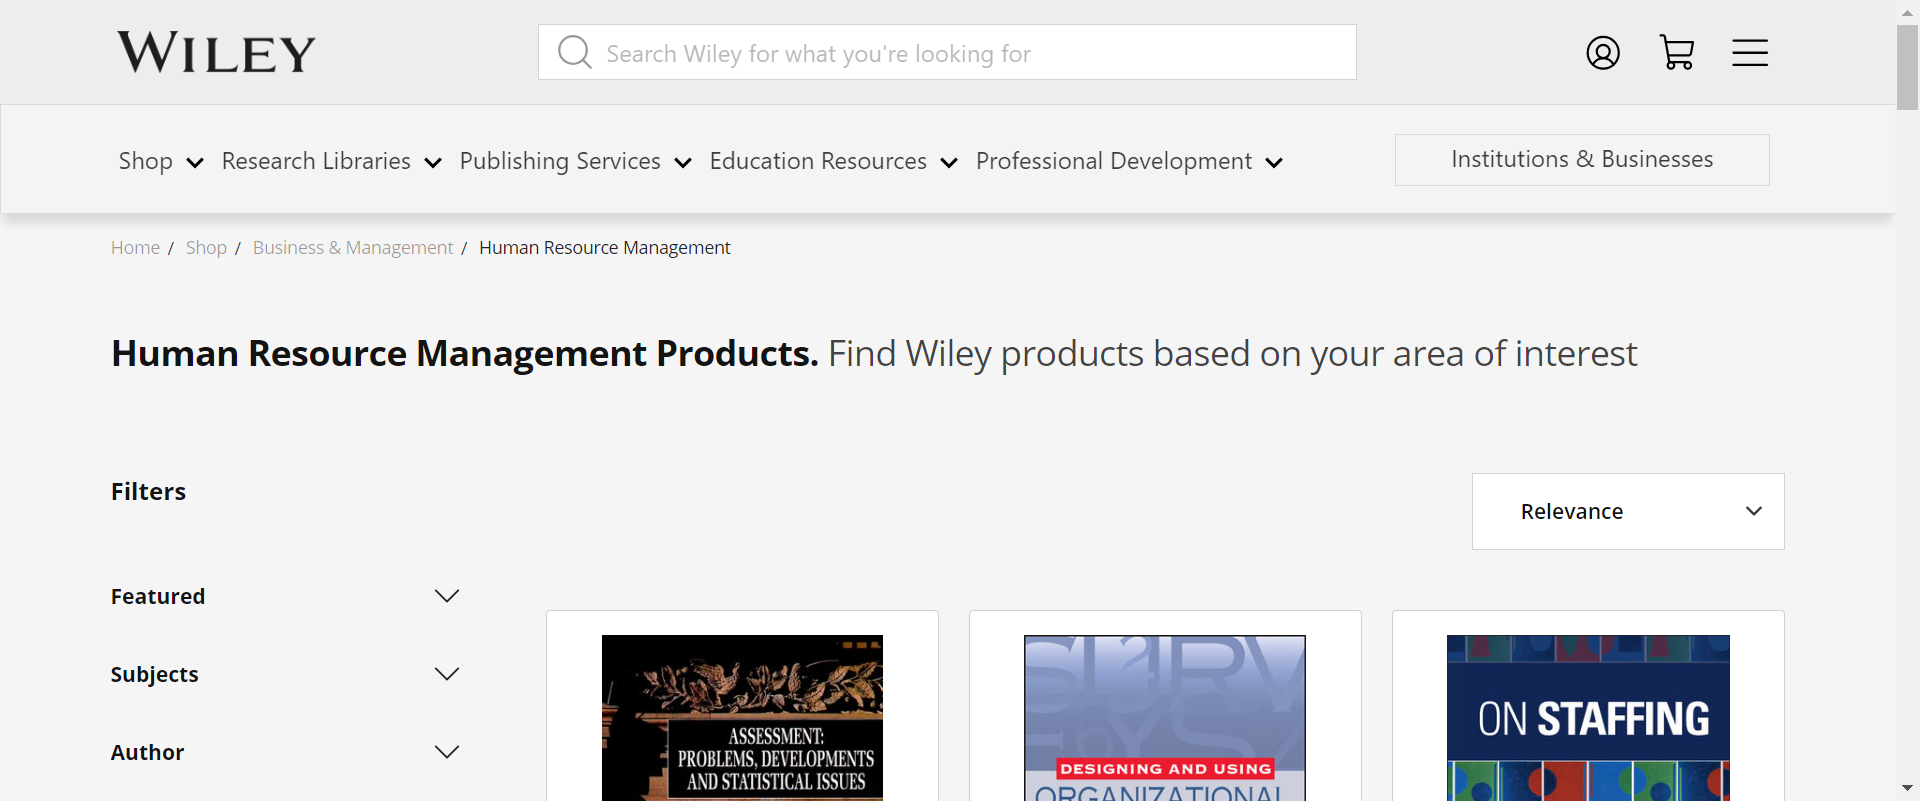 WILEY
Search Wiley for what you're looking for
Shop Research Libraries Publishing Services Education Resources Professional Development Institutions & Businesses
Home / Shop / Business & Management / Human Resource Management
Human Resource Management Products. Find Wiley products based on your area of interest
Filters
Relevance
Featured
Subjects
Author
ASSESSMENT:
PROBLEMS, DEVELOPMENTS
AND STATISTICAL ISSUES
DESIGNING AND USING
ORGANIZATIONAL
ON STAFFING